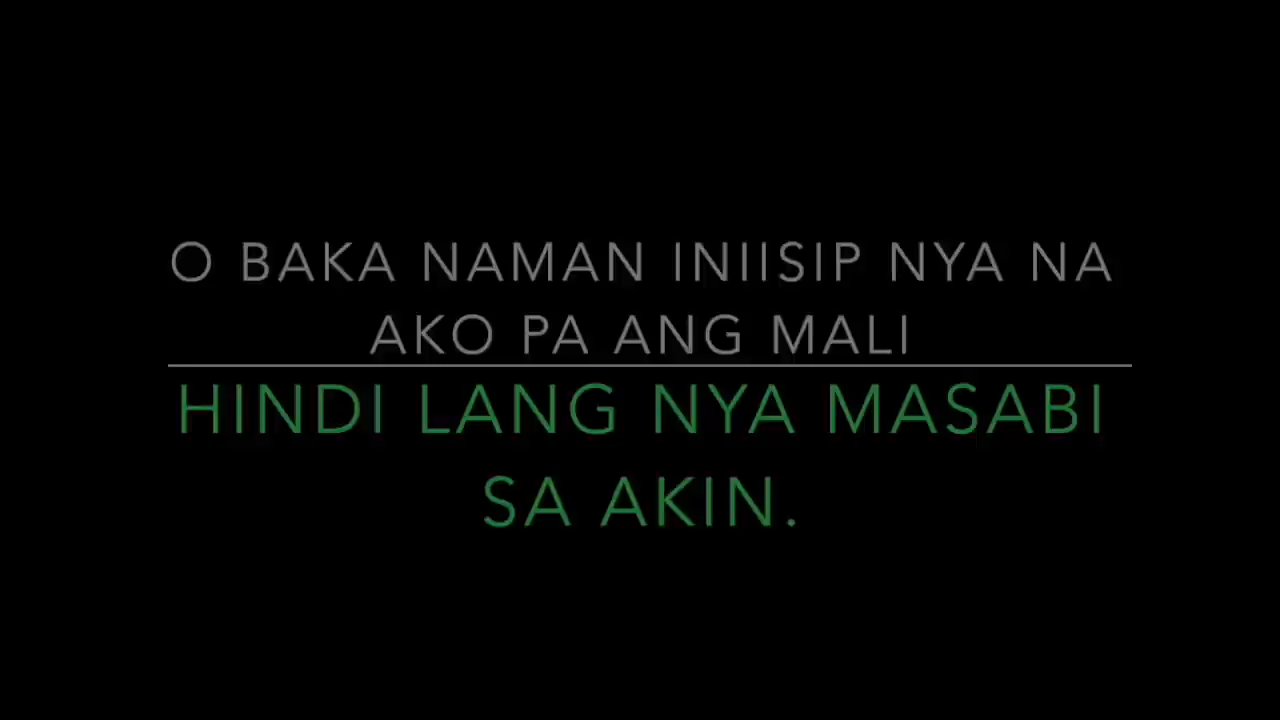 O BAKA NAMAN INIISIP NYA NA
AKO PA ANG MALI
HINDI LANG NYA MASABI
SA AKIN.